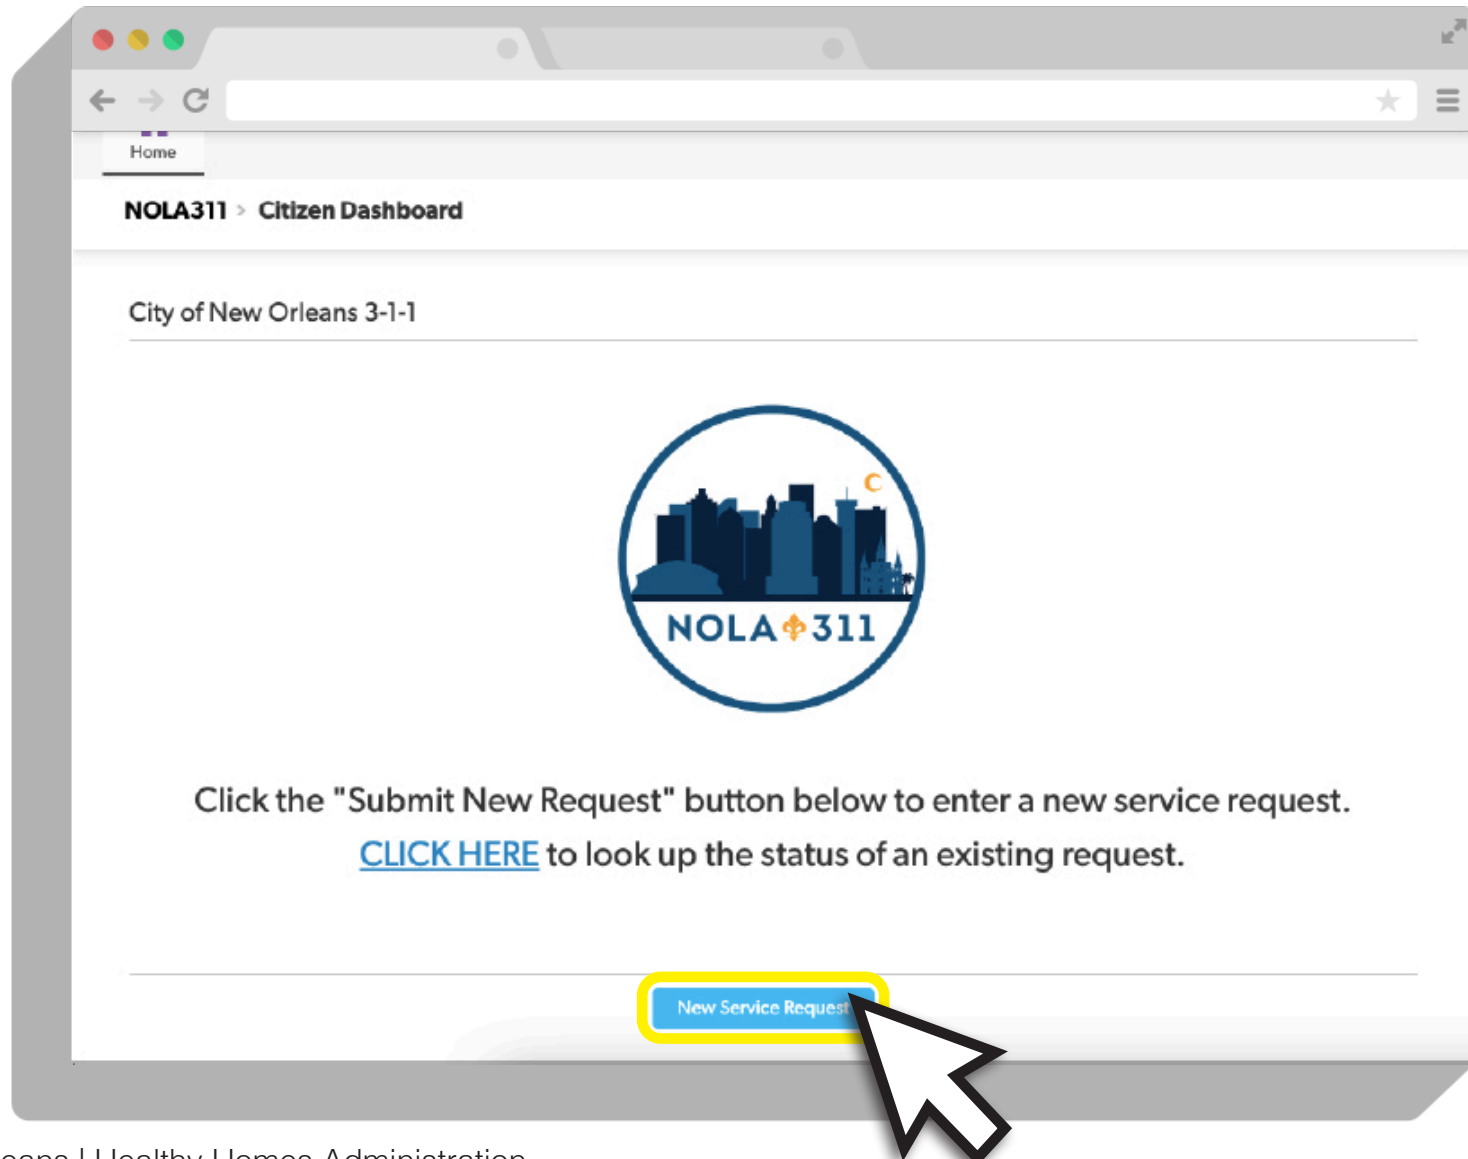 Home
NOLA311 > Citizen Dashboard
City of New Orleans 3-1-1
NOLA 311
Click the "Submit New Request" button below to enter a new service request.
CLICK HERE to look up the status of an existing request.
New Service Request
| Healthy Homes Administration